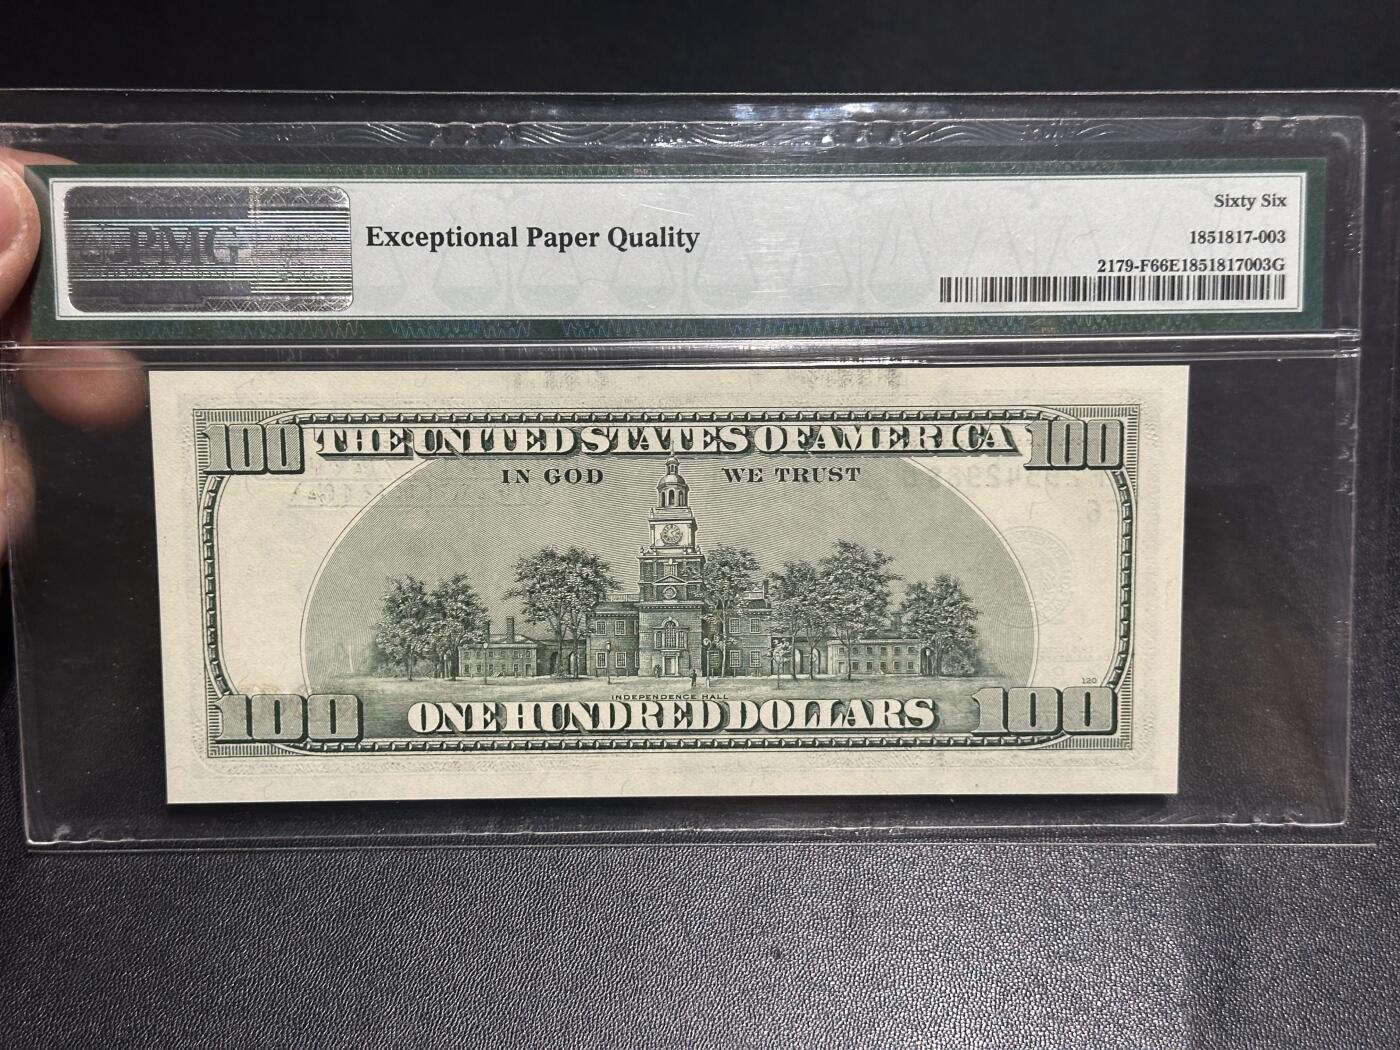 Sixty Six
PMG
Exceptional Paper Quality
1851817-003
2179-F66E1851817003G
100 THE UNITED STATES OF AMERICA 100
IN GOD WE TRUST
120
INDEPENDENCE HALL
100 ONE HUNDRED DOLLARS 100